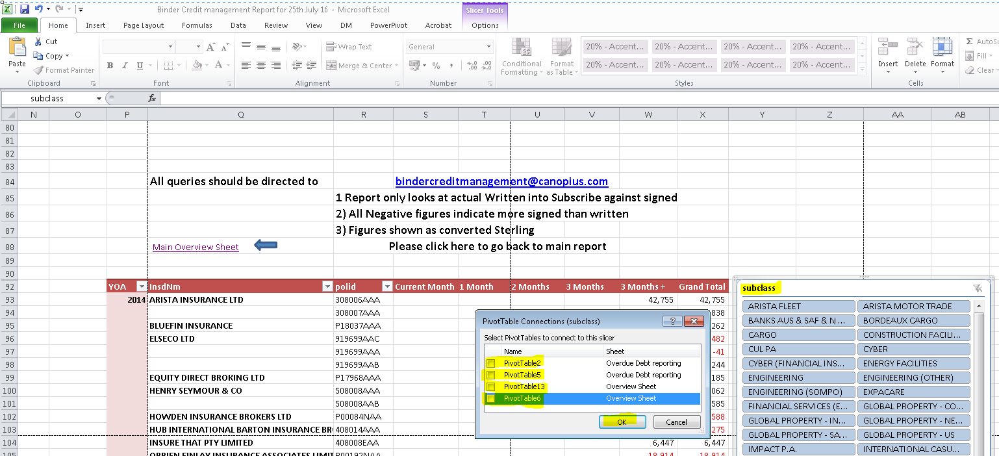 Binder Credit management Report for 25th July 16 - Microsoft Excel
Slicer Tools
File Home Insert Page Layout Formulas Data Review View DM PowerPivot Acrobat Options
Paste
Cut
Copy
Format Painter
Clipboard
B I U
Font
Wrap Text
Merge & Center
Alignment
General
%
Number
Conditional Formatting
Format as Table
20% - Accent... 20% - Accent... 20% - Accent... 20% - Accent...
20% - Accent... 20% - Accent... 20% - Accent... 20% - Accent...
Styles
Insert Delete Format
Cells
Σ AutoSu
Fill
Clear
subclass fx
N O P Q R S T U V W X Y Z AA AB
80
81
82
83
84 All queries should be directed to bindercreditmanagement@canopius.com
85 1 Report only looks at actual Written into Subscribe against signed
86 2) All Negative figures indicate more signed than written
87 3) Figures shown as converted Sterling
88 Main Overview Sheet Please click here to go back to main report
89
90
92 YOA InsdNm polid Current Month 1 Month 2 Months 3 Months 3 Months + Grand Total
93 2014 ARISTA INSURANCE LTD 308006AAA 42,755 42,755
94 308007AAA 838
95 BLUEFIN INSURANCE P18037AAA 262
96 ELSECO LTD 919699AAC 482
97 919699AAA -41
98 919699AAB 244
99 EQUITY DIRECT BROKING LTD P17968AAA 185
100 HENRY SEYMOUR & CO 508008AAA 062
101 508008AAB 585
102 HOWDEN INSURANCE BROKERS LTD P00084NAA 588
103 HUB INTERNATIONAL BARTON INSURANCE BR 408014AAA 275
104 INSURE THAT PTY LIMITED 408008EAA 6,447 6,447
105 OBRIEN FINLAY INSURANCE ASSOCIATES LIMIT P00192NAA 18,914 18,914
PivotTable Connections (subclass)
Select PivotTables to connect to this slicer
Name Sheet
PivotTable2 Overdue Debt reporting
PivotTable5 Overdue Debt reporting
PivotTable13 Overview Sheet
PivotTable6 Overview Sheet
OK Cancel
subclass
ARISTA FLEET ARISTA MOTOR TRADE
BANKS AUS & SAF & N ... BORDEAUX CARGO
CARGO CONSTRUCTION FACILI...
CUL PA CYBER
CYBER (FINANCIAL INS... ENERGY FACILITIES
ENGINEERING ENGINEERING (OTHER)
ENGINEERING (SOMPO) EXPACARE
FINANCIAL SERVICES (E... GLOBAL PROPERTY - CO...
GLOBAL PROPERTY - IN... GLOBAL PROPERTY - NE...
GLOBAL PROPERTY - SA... GLOBAL PROPERTY - US
IMPACT P.A. INTERNATIONAL CASU...